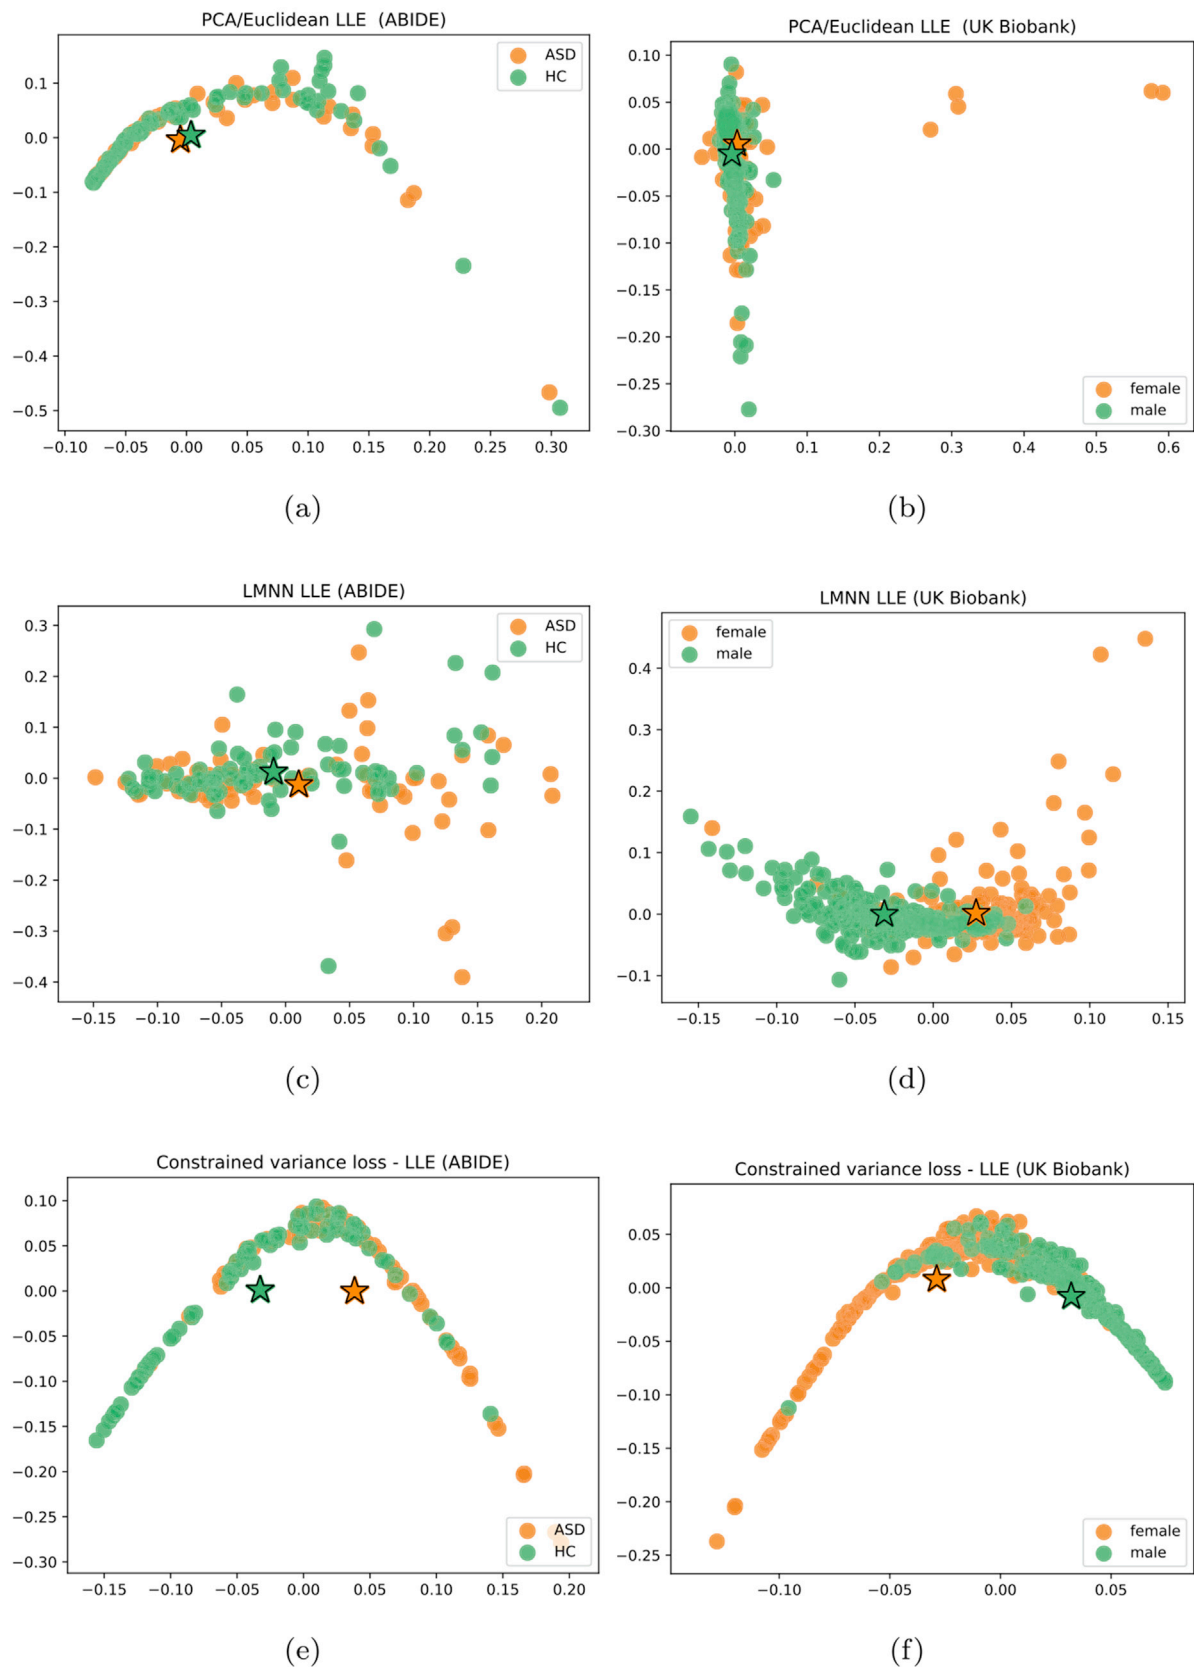 PCA/Euclidean LLE (ABIDE)
ASD
HC
0.1
0.0
−0.1
−0.2
−0.3
−0.4
−0.5
−0.10 −0.05 0.00 0.05 0.10 0.15 0.20 0.25 0.30
(a)
PCA/Euclidean LLE (UK Biobank)
0.10
0.05
0.00
−0.05
−0.10
−0.15
−0.20
−0.25
−0.30
female
male
0.0 0.1 0.2 0.3 0.4 0.5 0.6
(b)
LMNN LLE (ABIDE)
ASD
HC
0.3
0.2
0.1
0.0
−0.1
−0.2
−0.3
−0.4
−0.15 −0.10 −0.05 0.00 0.05 0.10 0.15 0.20
(c)
LMNN LLE (UK Biobank)
female
male
0.4
0.3
0.2
0.1
0.0
−0.1
−0.15 −0.10 −0.05 0.00 0.05 0.10 0.15
(d)
Constrained variance loss - LLE (ABIDE)
0.10
0.05
0.00
−0.05
−0.10
−0.15
−0.20
−0.25
−0.30
ASD
HC
−0.15 −0.10 −0.05 0.00 0.05 0.10 0.15 0.20
(e)
Constrained variance loss - LLE (UK Biobank)
0.05
0.00
−0.05
−0.10
−0.15
−0.20
−0.25
female
male
−0.10 −0.05 0.00 0.05
(f)